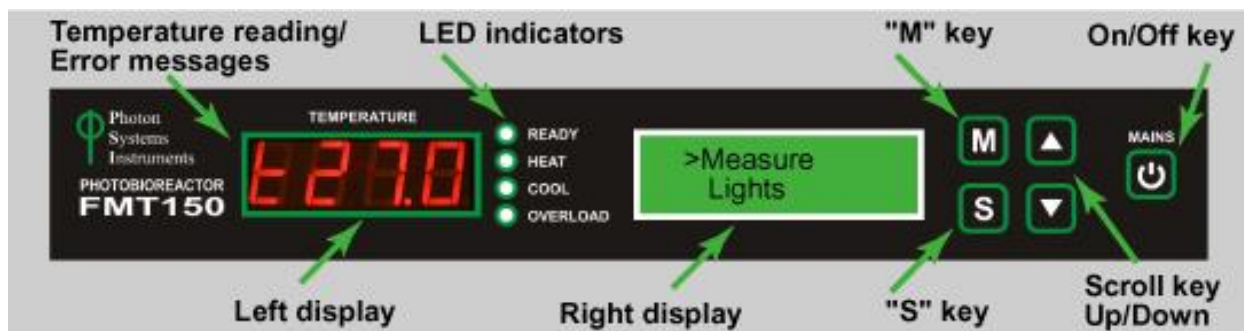 Temperature reading/
Error messages
LED indicators
"M" key
On/Off key
Photon
Systems
Instruments
PHOTOBIOREACTOR
FMT150
TEMPERATURE
t27.0
READY
HEAT
COOL
OVERLOAD
>Measure
Lights
M
S
MAINS
Left display
Right display
"S" key
Scroll key
Up/Down